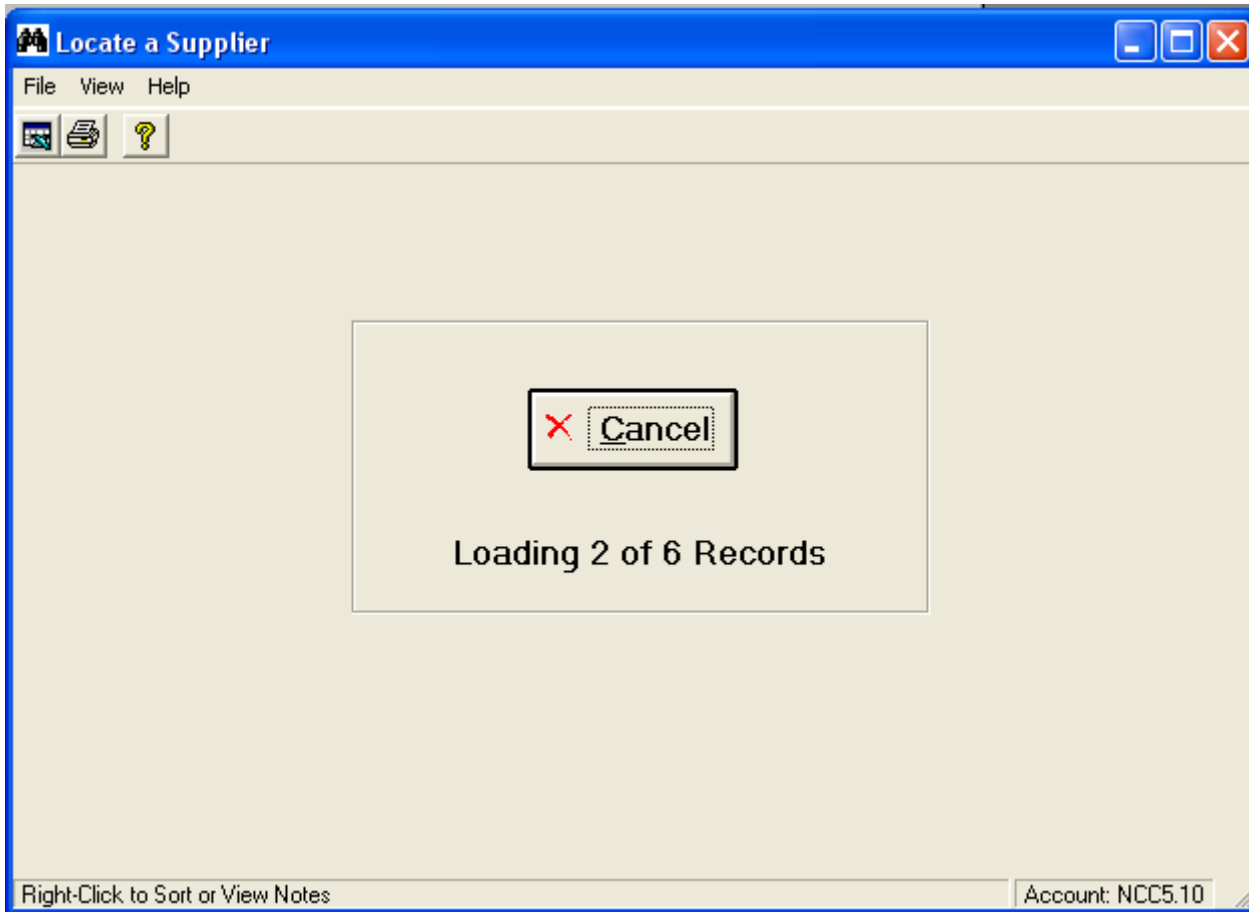 Locate a Supplier
File View Help
Cancel
Loading 2 of 6 Records
Right-Click to Sort or View Notes
Account: NCC5.10